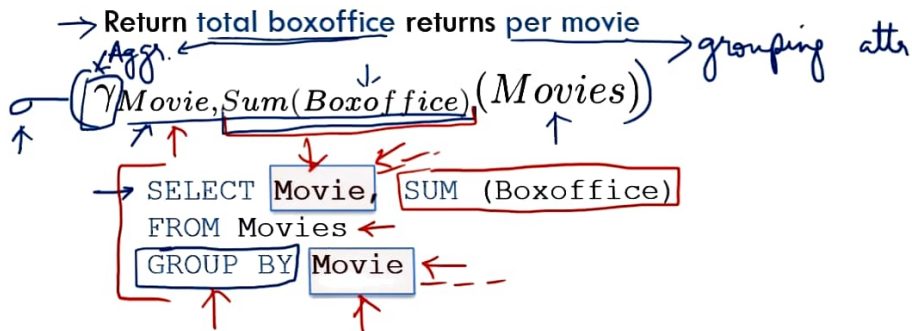 → Return total boxoffice returns per movie
Aggr. grouping attr
σ (γ Movie,Sum(Boxoffice) (Movies))
SELECT Movie, SUM (Boxoffice)
FROM Movies
GROUP BY Movie